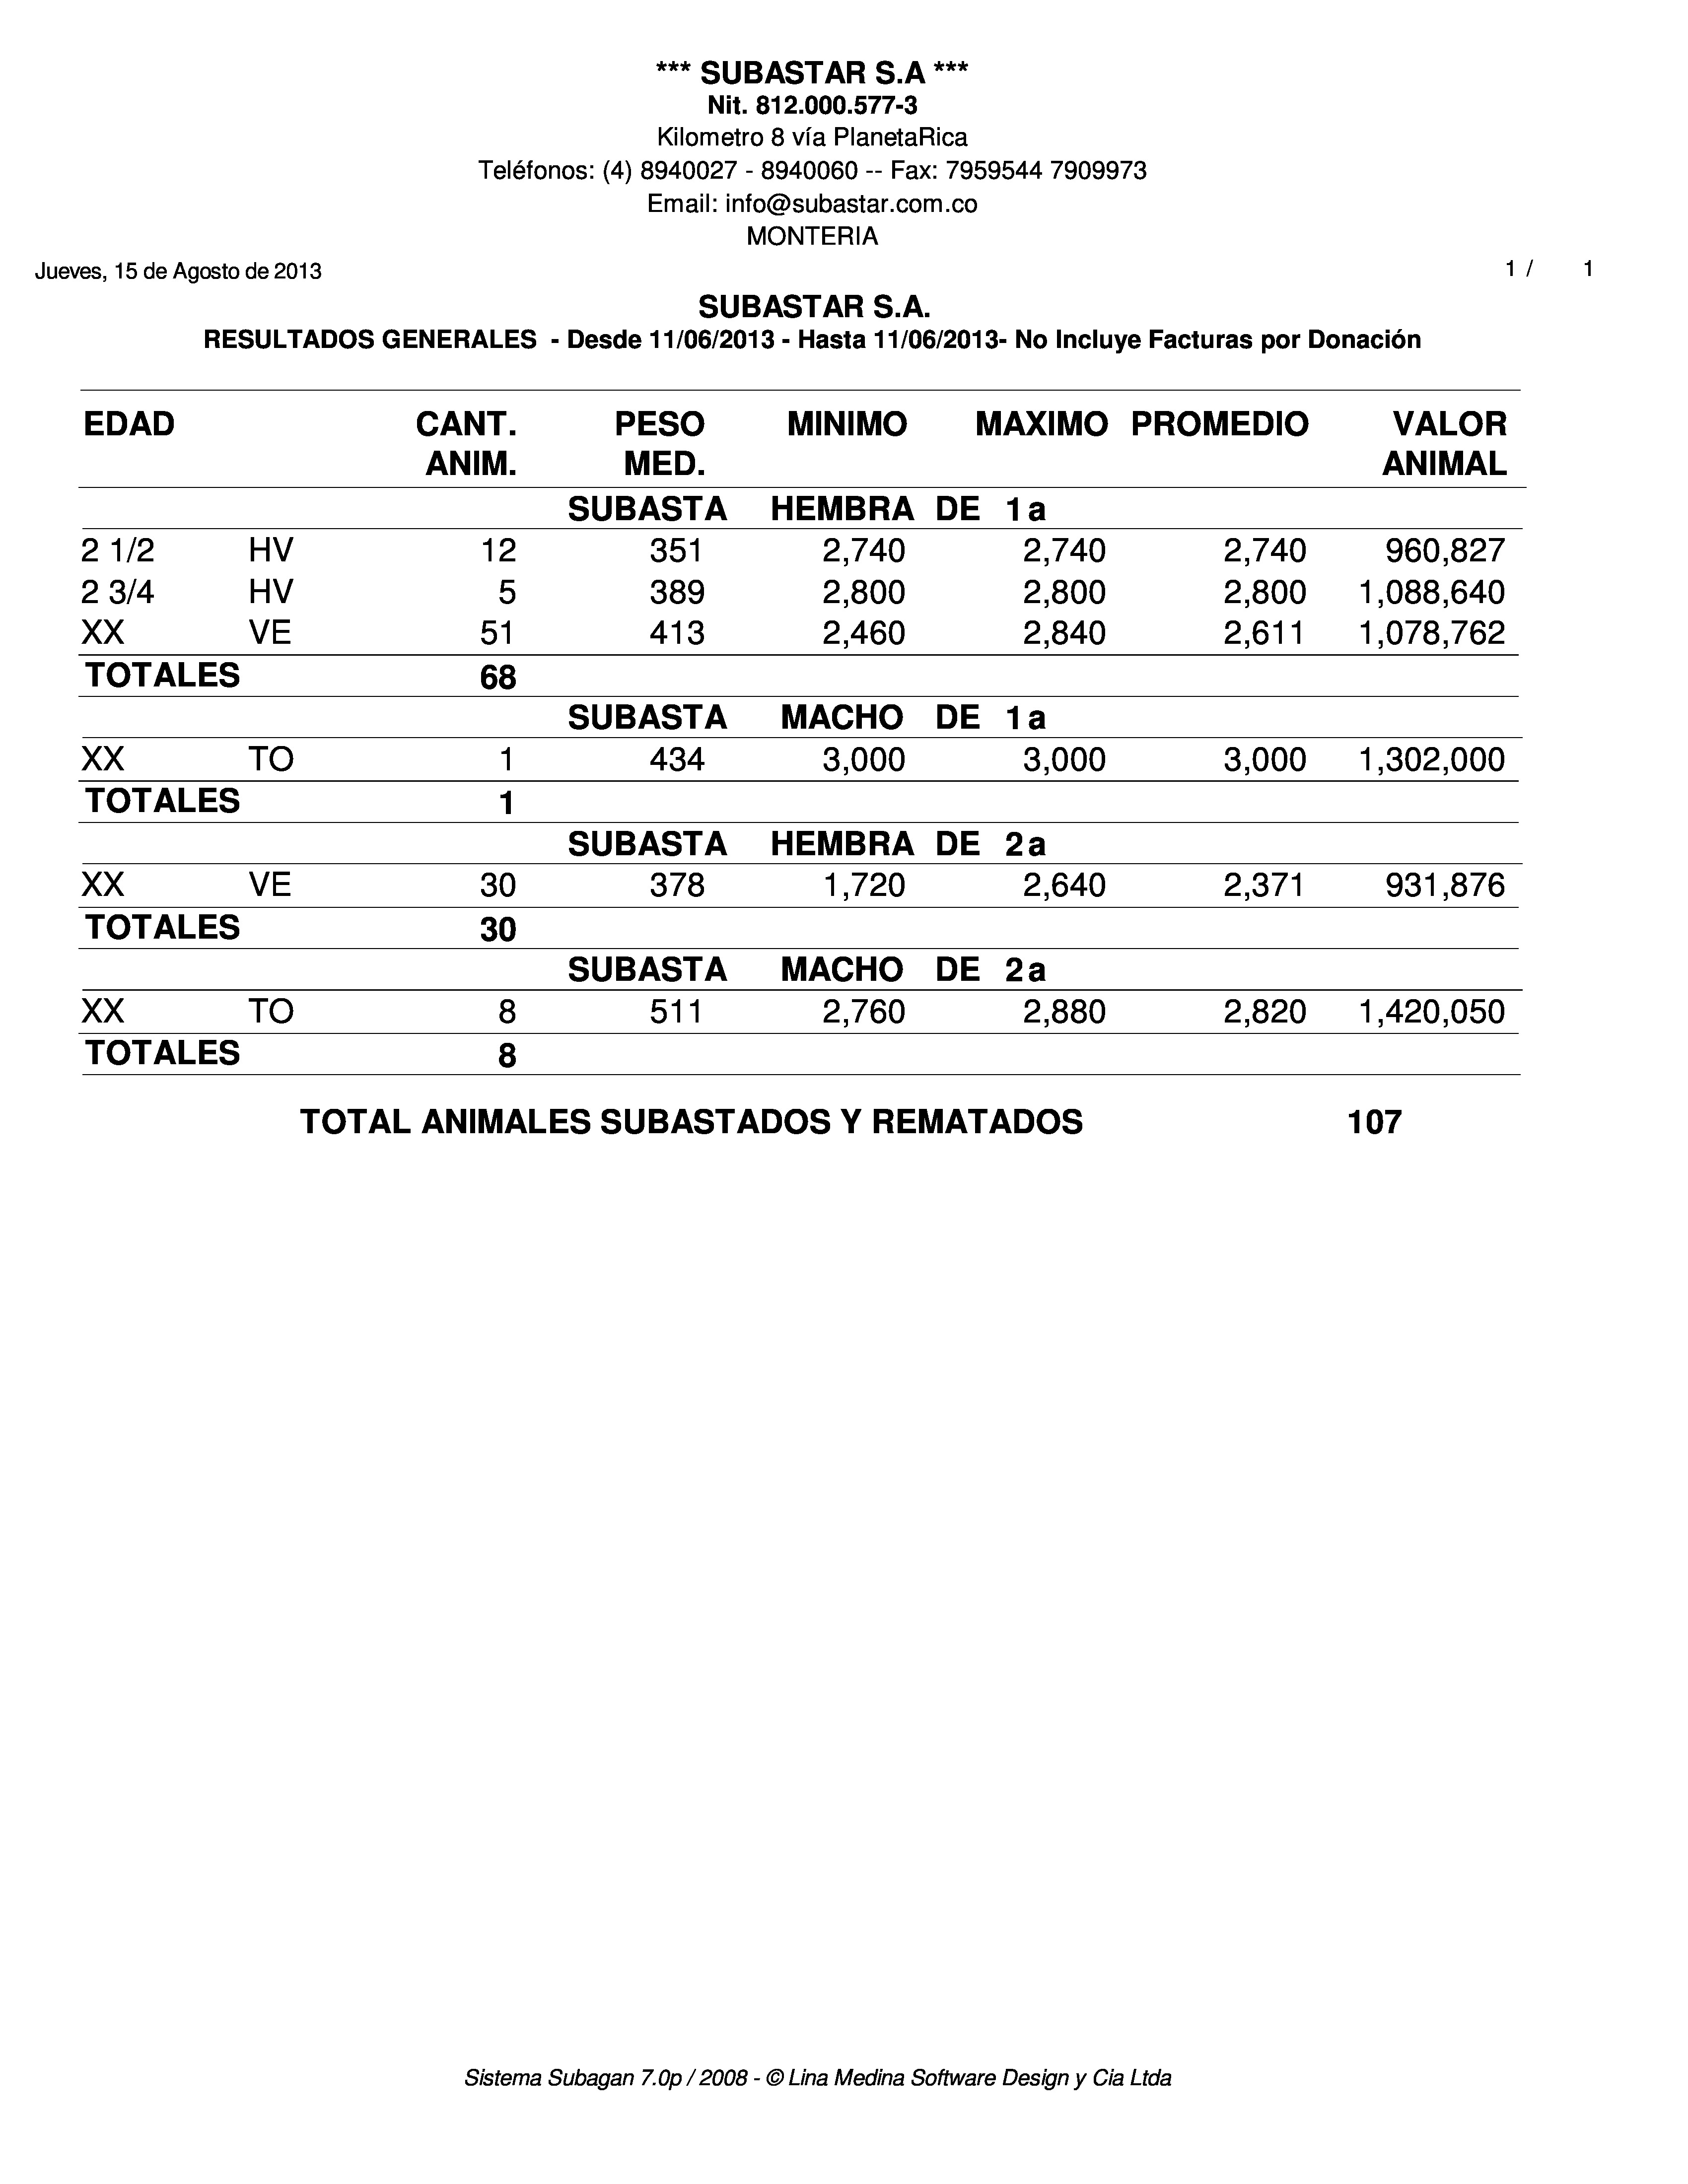 *** SUBASTAR S.A ***
Nit. 812.000.577-3
Kilometro 8 vía PlanetaRica
Teléfonos: (4) 8940027 - 8940060 -- Fax: 7959544 7909973
Email: info@subastar.com.co
MONTERIA
Jueves, 15 de Agosto de 2013 1 / 1
SUBASTAR S.A.
RESULTADOS GENERALES - Desde 11/06/2013 - Hasta 11/06/2013- No Incluye Facturas por Donación
EDAD CANT. PESO MINIMO MAXIMO PROMEDIO VALOR
ANIM. MED. ANIMAL
SUBASTA HEMBRA DE 1a
2 1/2 HV 12 351 2,740 2,740 2,740 960,827
2 3/4 HV 5 389 2,800 2,800 2,800 1,088,640
XX VE 51 413 2,460 2,840 2,611 1,078,762
TOTALES 68
SUBASTA MACHO DE 1a
XX TO 1 434 3,000 3,000 3,000 1,302,000
TOTALES 1
SUBASTA HEMBRA DE 2a
XX VE 30 378 1,720 2,640 2,371 931,876
TOTALES 30
SUBASTA MACHO DE 2a
XX TO 8 511 2,760 2,880 2,820 1,420,050
TOTALES 8
TOTAL ANIMALES SUBASTADOS Y REMATADOS 107
Sistema Subagan 7.0p / 2008 - © Lina Medina Software Design y Cia Ltda